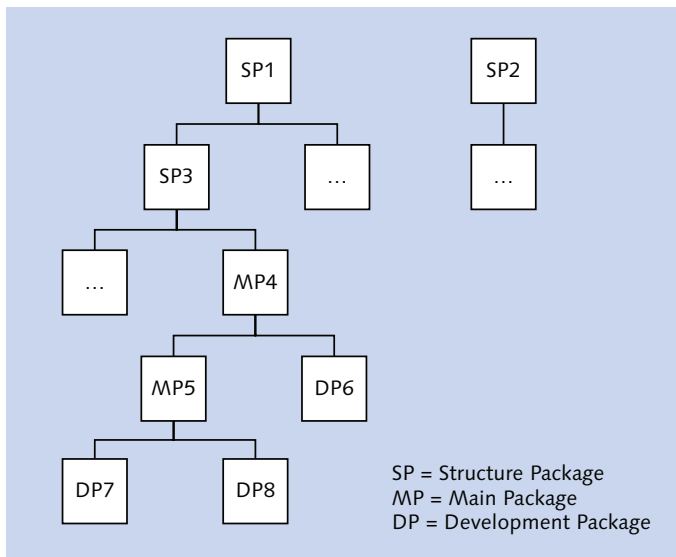 SP1
SP2
SP3
...
...
...
MP4
MP5
DP6
DP7
DP8
SP = Structure Package
MP = Main Package
DP = Development Package